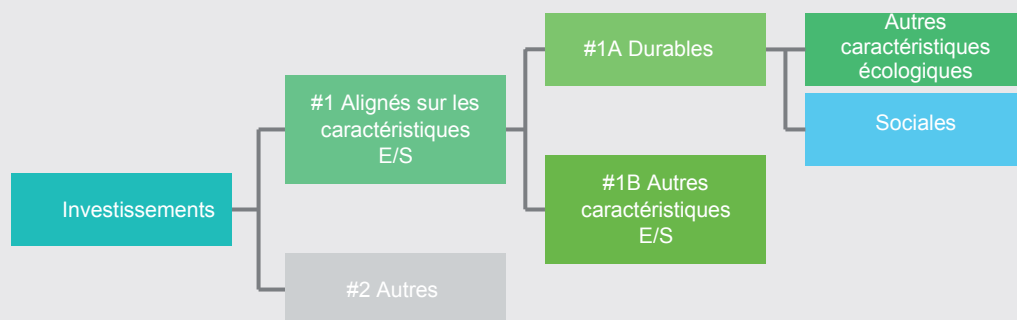 Investissements
#1 Alignés sur les
caractéristiques
E/S
#2 Autres
#1A Durables
#1B Autres
caractéristiques
E/S
Autres
caractéristiques
écologiques
Sociales